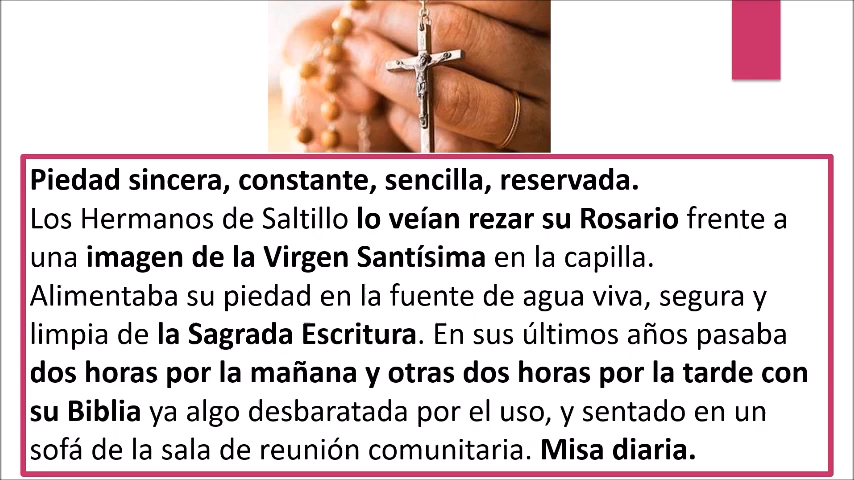 Piedad sincera, constante, sencilla, reservada.
Los Hermanos de Saltillo lo veían rezar su Rosario frente a
una imagen de la Virgen Santísima en la capilla.
Alimentaba su piedad en la fuente de agua viva, segura y
limpia de la Sagrada Escritura. En sus últimos años pasaba
dos horas por la mañana y otras dos horas por la tarde con
su Biblia ya algo desbaratada por el uso, y sentado en un
sofá de la sala de reunión comunitaria. Misa diaria.